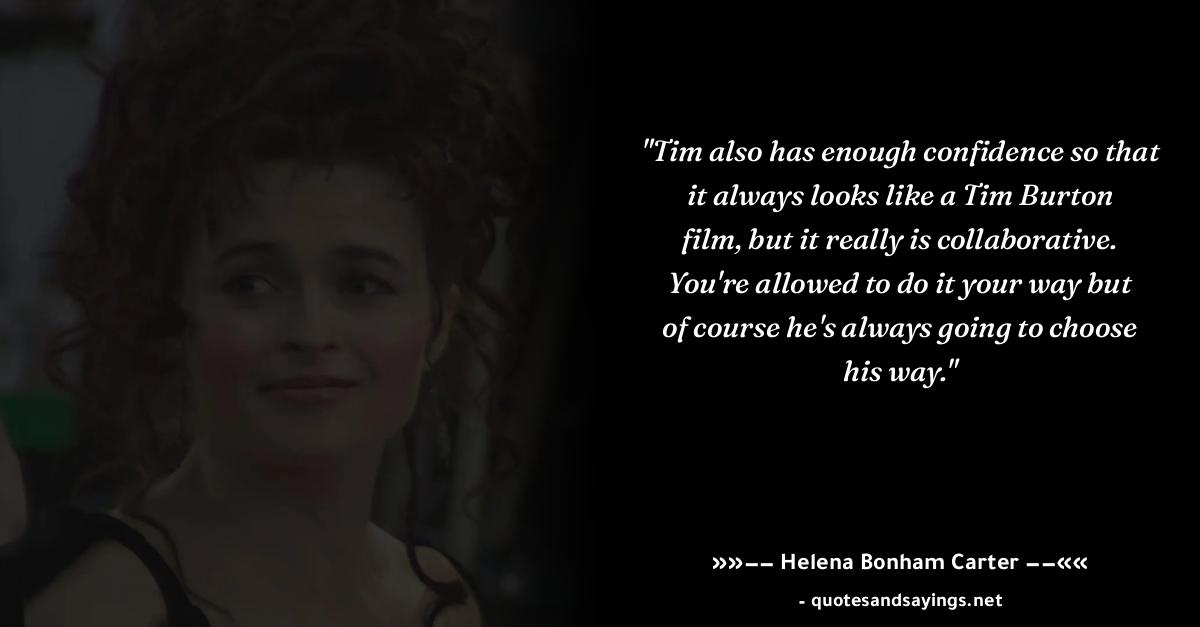 "Tim also has enough confidence so that
it always looks like a Tim Burton
film, but it really is collaborative.
You're allowed to do it your way but
of course he's always going to choose
his way."
»»−− Helena Bonham Carter −−««
- quotesandsayings.net